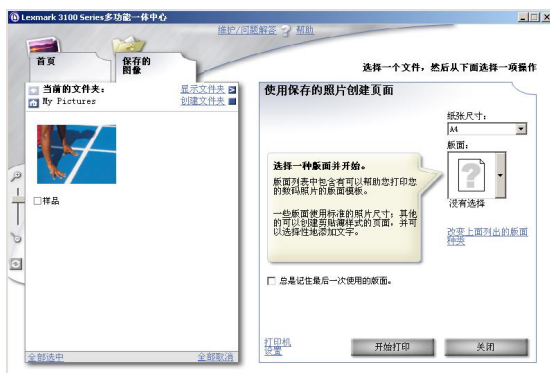 Lexmark 3100 Series多功能一体中心
维护/问题解答 帮助
首页
保存的
图像
选择一个文件，然后从下面选择一项操作
当前的文件夹：
显示文件夹
My Pictures
创建文件夹
样品
全部选中
全部取消
使用保存的照片创建页面
纸张尺寸：
A4
版面：
没有选择
改变上面列出的版面
种类
选择一种版面并开始。
版面列表中包含有可以帮助您打印您
的数码照片的版面模板。
一些版面使用标准的照片尺寸；其他
的可以创建剪贴簿样式的页面，并可
以选择性地添加文字。
总是记住最后一次使用的版面。
打印机
设置
开始打印
关闭